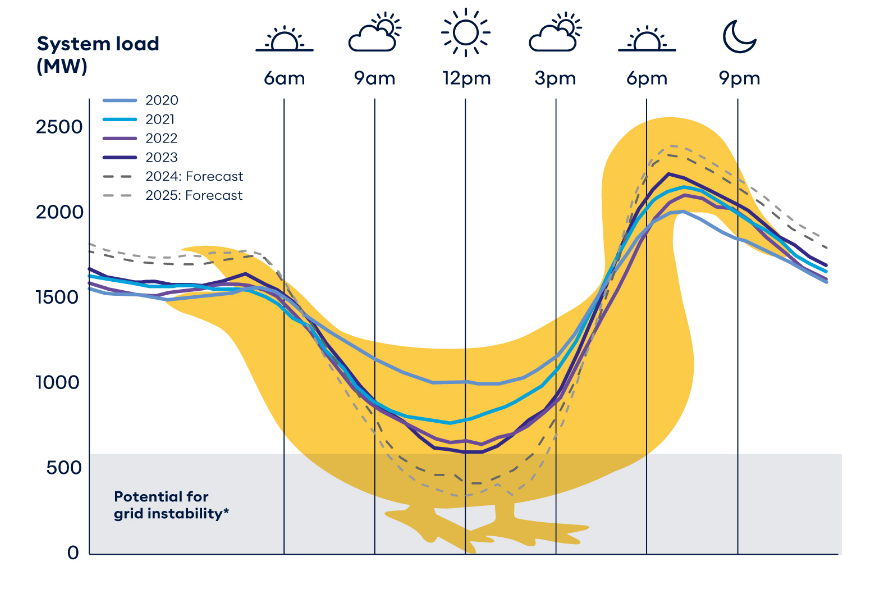 System load
(MW)
6am
9am
12pm
3pm
6pm
9pm
2020
2021
2022
2023
2024: Forecast
2025: Forecast
2500
2000
1500
1000
500
0
Potential for
grid instability*